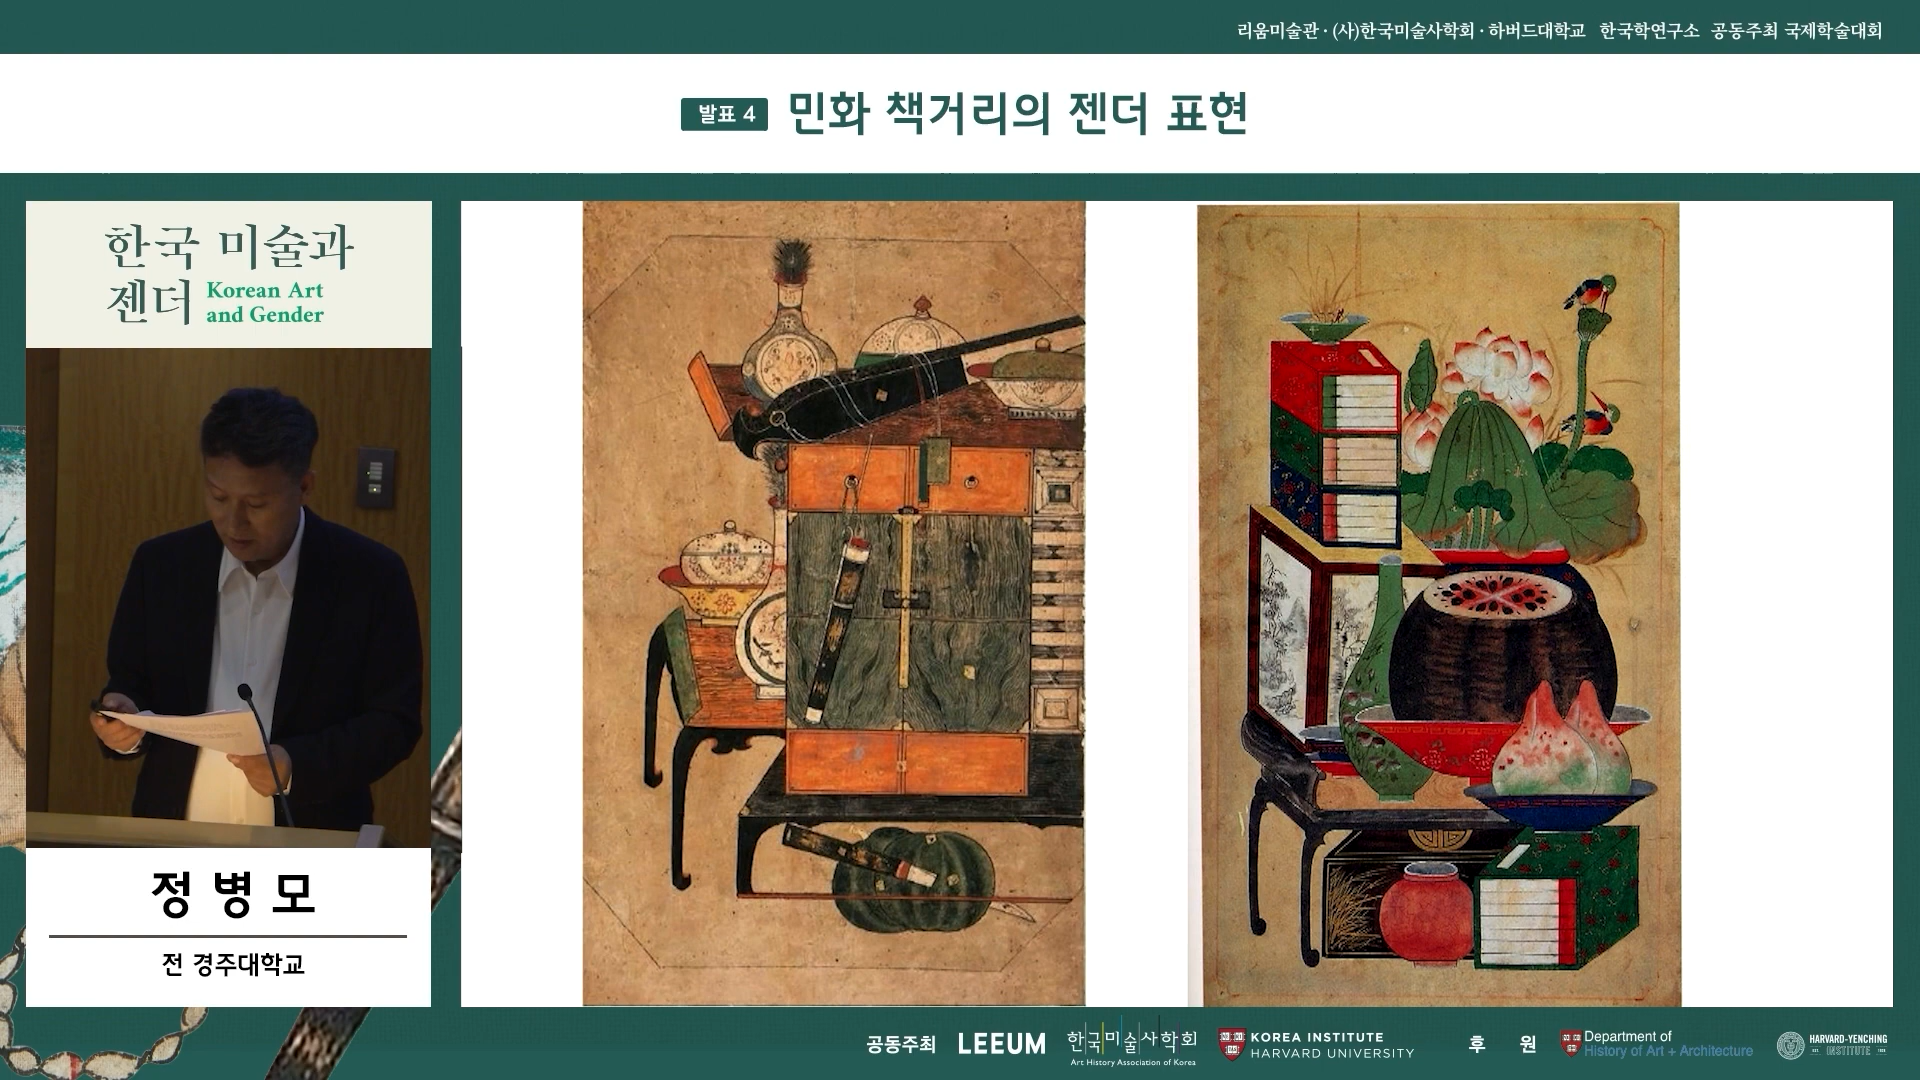 리움미술관 · (사)한국미술사학회 · 하버드대학교 한국학연구소 공동주최 국제학술대회
발표 4 민화 책거리의 젠더 표현
한국 미술과
젠더 Korean Art
and Gender
정병모
전 경주대학교
공동주최 LEEUM 한국미술사학회 KOREA INSTITUTE 후 원 Department of HARVARD-YENCHING
Art History Association of Korea HARVARD UNIVERSITY History of Art + Architecture INSTITUTE